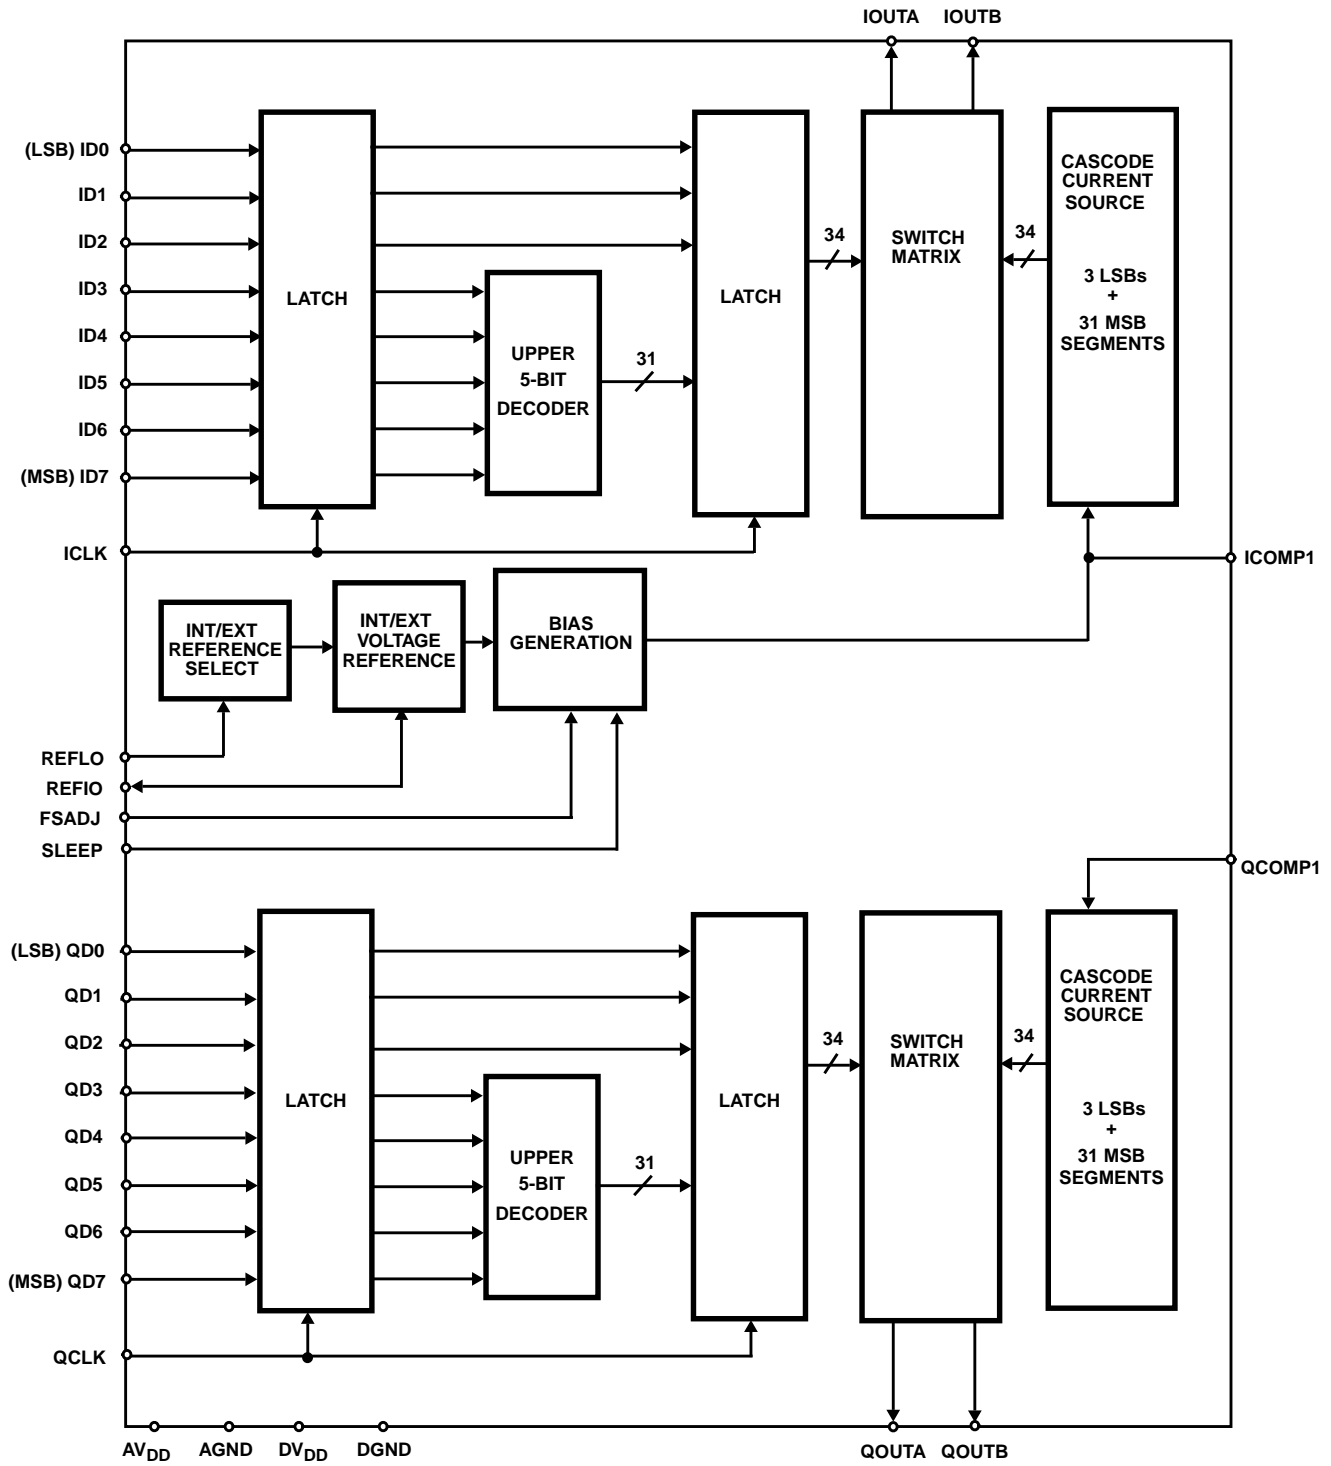 IOUTA IOUTB
(LSB) ID0
ID1
ID2
ID3
ID4
ID5
ID6
(MSB) ID7
ICLK
LATCH
UPPER
5-BIT
DECODER
31
LATCH
34
SWITCH
MATRIX
34
CASCODE
CURRENT
SOURCE
3 LSBs
+
31 MSB
SEGMENTS
ICOMP1
INT/EXT
REFERENCE
SELECT
INT/EXT
VOLTAGE
REFERENCE
BIAS
GENERATION
REFLO
REFIO
FSADJ
SLEEP
QCOMP1
(LSB) QD0
QD1
QD2
QD3
QD4
QD5
QD6
(MSB) QD7
QCLK
LATCH
UPPER
5-BIT
DECODER
31
LATCH
34
SWITCH
MATRIX
34
CASCODE
CURRENT
SOURCE
3 LSBs
+
31 MSB
SEGMENTS
AVDD AGND DVDD DGND QOUTA QOUTB